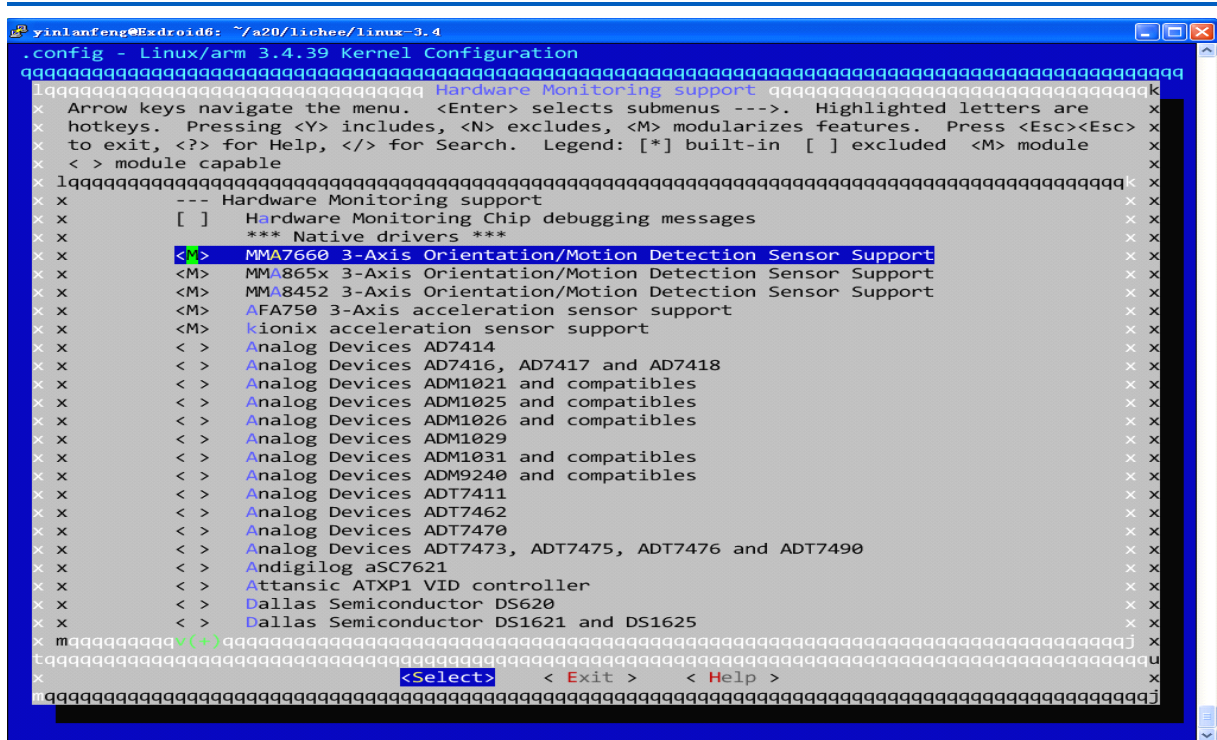 yinlanfeng@Exdroid6: ~/a20/lichee/linux-3.4
.config - Linux/arm 3.4.39 Kernel Configuration
qqqqqqqqqqqqqqqqqqqqqqqqqqqqqqqqqqqqqqqqqqqqqqqqqqqqqqqqqqqqqqqqqqqqqqqqqqqqqqqqqqqqqqqqqqqqqqqqqq
lqqqqqqqqqqqqqqqqqqqqqqqqqqqqqqqqq Hardware Monitoring support qqqqqqqqqqqqqqqqqqqqqqqqqqqqqqqqk
x Arrow keys navigate the menu. <Enter> selects submenus --->. Highlighted letters are x
x hotkeys. Pressing <Y> includes, <N> excludes, <M> modularizes features. Press <Esc><Esc> x
x to exit, <?> for Help, </> for Search. Legend: [*] built-in [ ] excluded <M> module x
x < > module capable x
x lqqqqqqqqqqqqqqqqqqqqqqqqqqqqqqqqqqqqqqqqqqqqqqqqqqqqqqqqqqqqqqqqqqqqqqqqqqqqqqqqqqqqqqqqqk x
x x --- Hardware Monitoring support x x
x x [ ] Hardware Monitoring Chip debugging messages x x
x x *** Native drivers *** x x
x x <M> MMA7660 3-Axis Orientation/Motion Detection Sensor Support x x
x x <M> MMA865x 3-Axis Orientation/Motion Detection Sensor Support x x
x x <M> MMA8452 3-Axis Orientation/Motion Detection Sensor Support x x
x x <M> AFA750 3-Axis acceleration sensor support x x
x x <M> kionix acceleration sensor support x x
x x < > Analog Devices AD7414 x x
x x < > Analog Devices AD7416, AD7417 and AD7418 x x
x x < > Analog Devices ADM1021 and compatibles x x
x x < > Analog Devices ADM1025 and compatibles x x
x x < > Analog Devices ADM1026 and compatibles x x
x x < > Analog Devices ADM1029 x x
x x < > Analog Devices ADM1031 and compatibles x x
x x < > Analog Devices ADM9240 and compatibles x x
x x < > Analog Devices ADT7411 x x
x x < > Analog Devices ADT7462 x x
x x < > Analog Devices ADT7470 x x
x x < > Analog Devices ADT7473, ADT7475, ADT7476 and ADT7490 x x
x x < > Andigilog aSC7621 x x
x x < > Attansic ATXP1 VID controller x x
x x < > Dallas Semiconductor DS620 x x
x x < > Dallas Semiconductor DS1621 and DS1625 x x
x mqqqqqqqqqv(+)qqqqqqqqqqqqqqqqqqqqqqqqqqqqqqqqqqqqqqqqqqqqqqqqqqqqqqqqqqqqqqqqqqqqqqqqqqqqj x
tqqqqqqqqqqqqqqqqqqqqqqqqqqqqqqqqqqqqqqqqqqqqqqqqqqqqqqqqqqqqqqqqqqqqqqqqqqqqqqqqqqqqqqqqqqqqqu
x <Select> < Exit > < Help > x
mqqqqqqqqqqqqqqqqqqqqqqqqqqqqqqqqqqqqqqqqqqqqqqqqqqqqqqqqqqqqqqqqqqqqqqqqqqqqqqqqqqqqqqqqqqqqqj